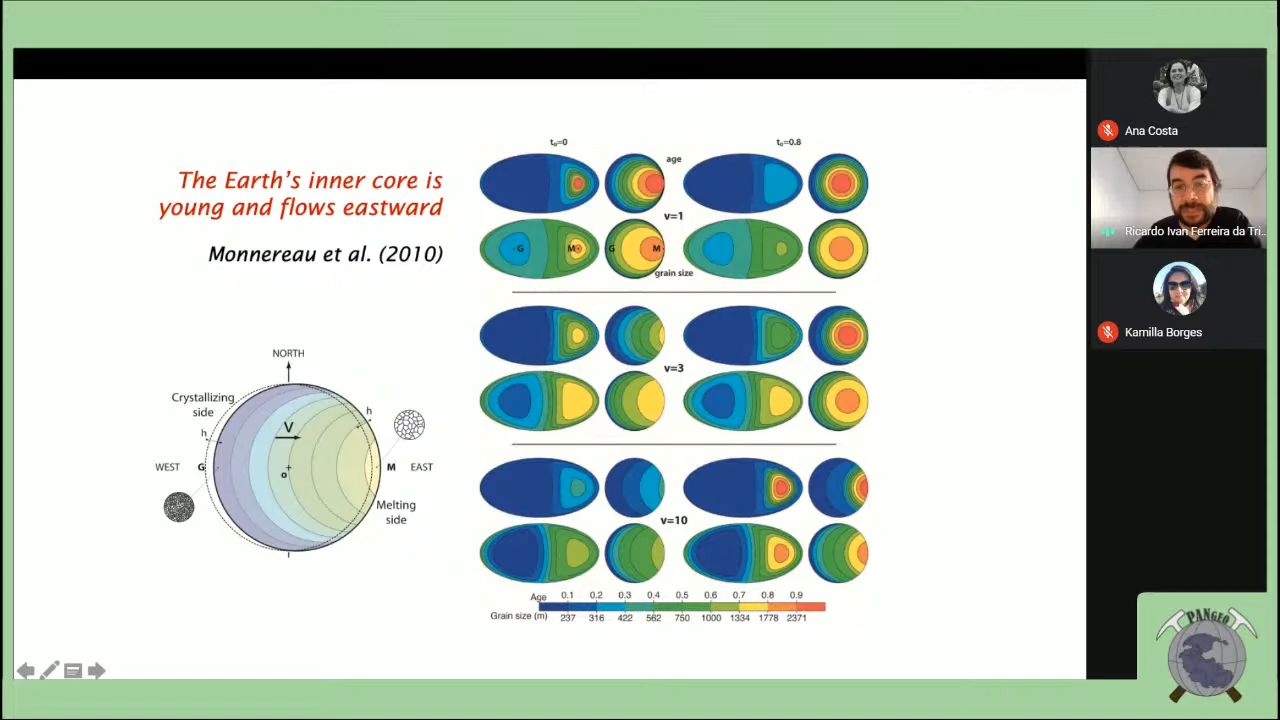 The Earth's inner core is
young and flows eastward
Monnereau et al. (2010)
NORTH
Crystallizing
side
h
h
V
WEST
G
o
M
EAST
Melting
side
t₀=0
t₀=0.8
age
v=1
G
M
G
M
grain size
v=3
v=10
Age 0.1 0.2 0.3 0.4 0.5 0.6 0.7 0.8 0.9
Grain size (m) 237 316 422 562 750 1000 1334 1778 2371
Ana Costa
Ricardo Ivan Ferreira da Tri...
Kamilla Borges
PANGEO